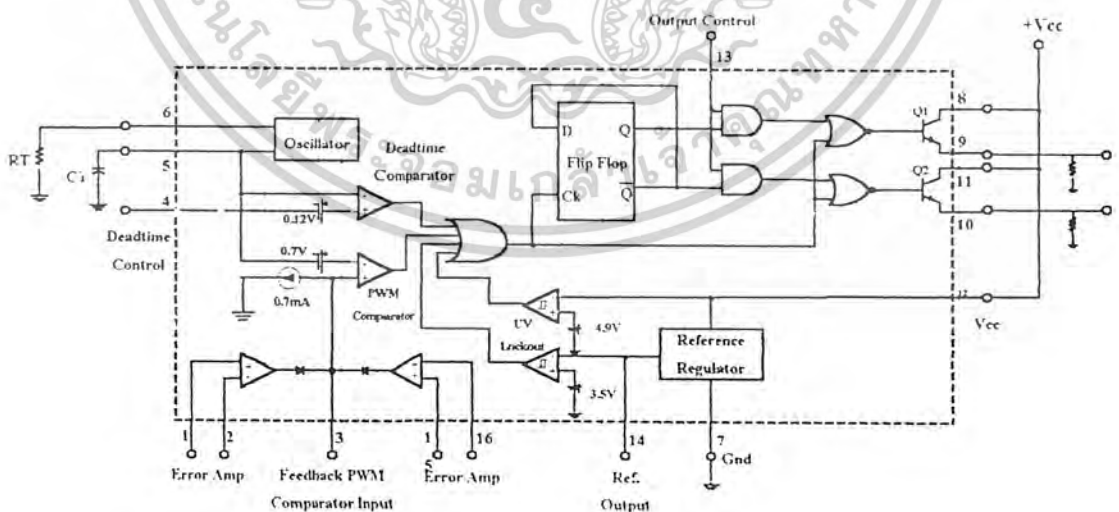 Output Control
+Vcc
13
6
RT
Oscillator
Deadtime
Comparator
D
Q
Flip Flop
Ck
Q
Q1
8
9
Q2
11
10
5
4
0.12V
Deadtime
Control
0.7V
0.7mA
PWM
Comparator
UV
Lockout
4.9V
3.5V
Reference
Regulator
12
Vcc
1
2
3
1
5
16
14
7
Gnd
Error Amp
Feedback PWM
Comparator Input
Error Amp
Ref.
Output